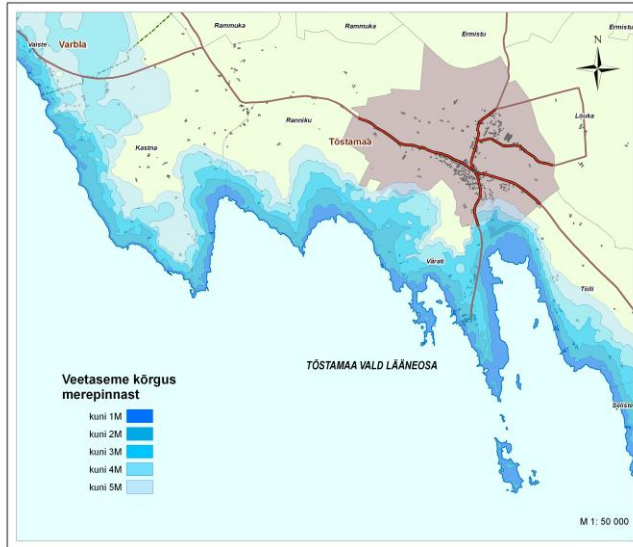 Rammuka
Rammuka
Ermistu
Ermistu
Vaiste
Varbla
N
Louka
Ranniku
Kastna
Tõstamaa
Värati
Tõlli
TÕSTAMAA VALD LÄÄNEOSA
Veetaseme kõrgus
merepinnast
kuni 1M
kuni 2M
kuni 3M
kuni 4M
kuni 5M
M 1: 50 000